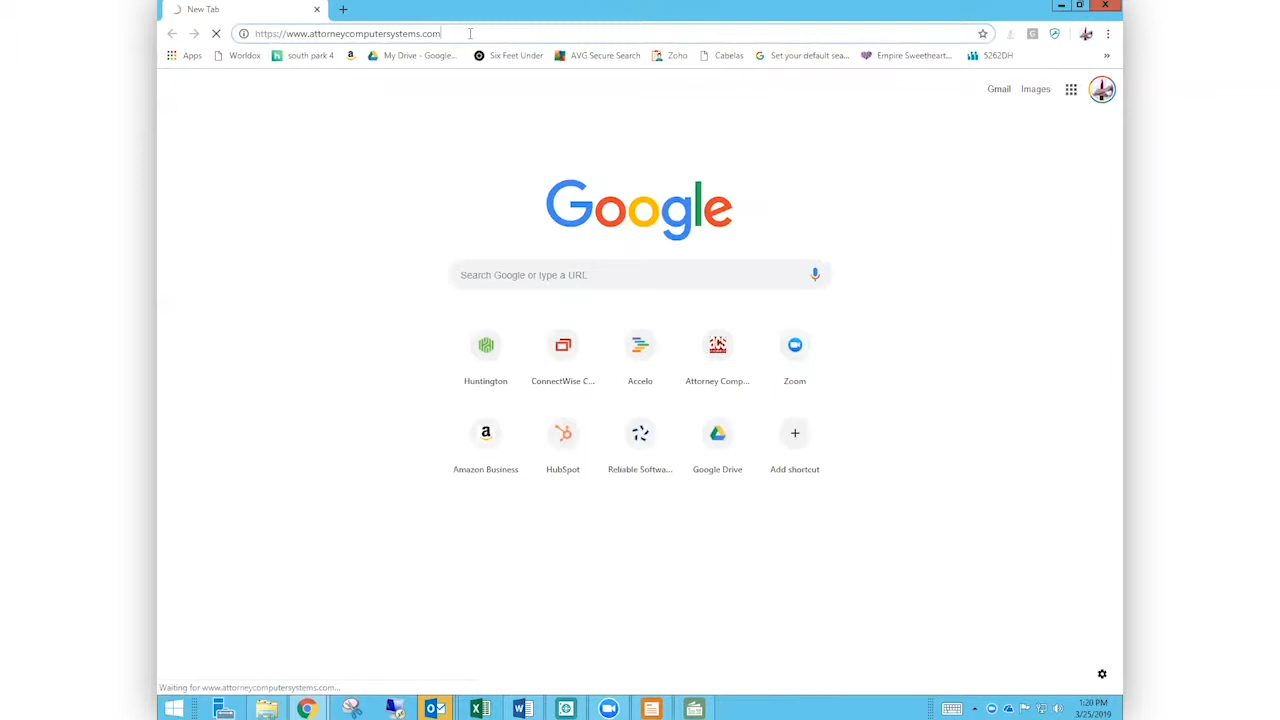 New Tab
https://www.attorneycomputersystems.com
Apps Worldox south park 4 My Drive - Google... Six Feet Under AVG Secure Search Zoho Cabelas Set your default sea... Empire Sweetheart... 5262DH »
Gmail Images
Google
Search Google or type a URL
Huntington ConnectWise C... Accelo Attorney Comp... Zoom
Amazon Business HubSpot Reliable Softwa... Google Drive Add shortcut
Waiting for www.attorneycomputersystems.com...
1:20 PM
3/25/2019